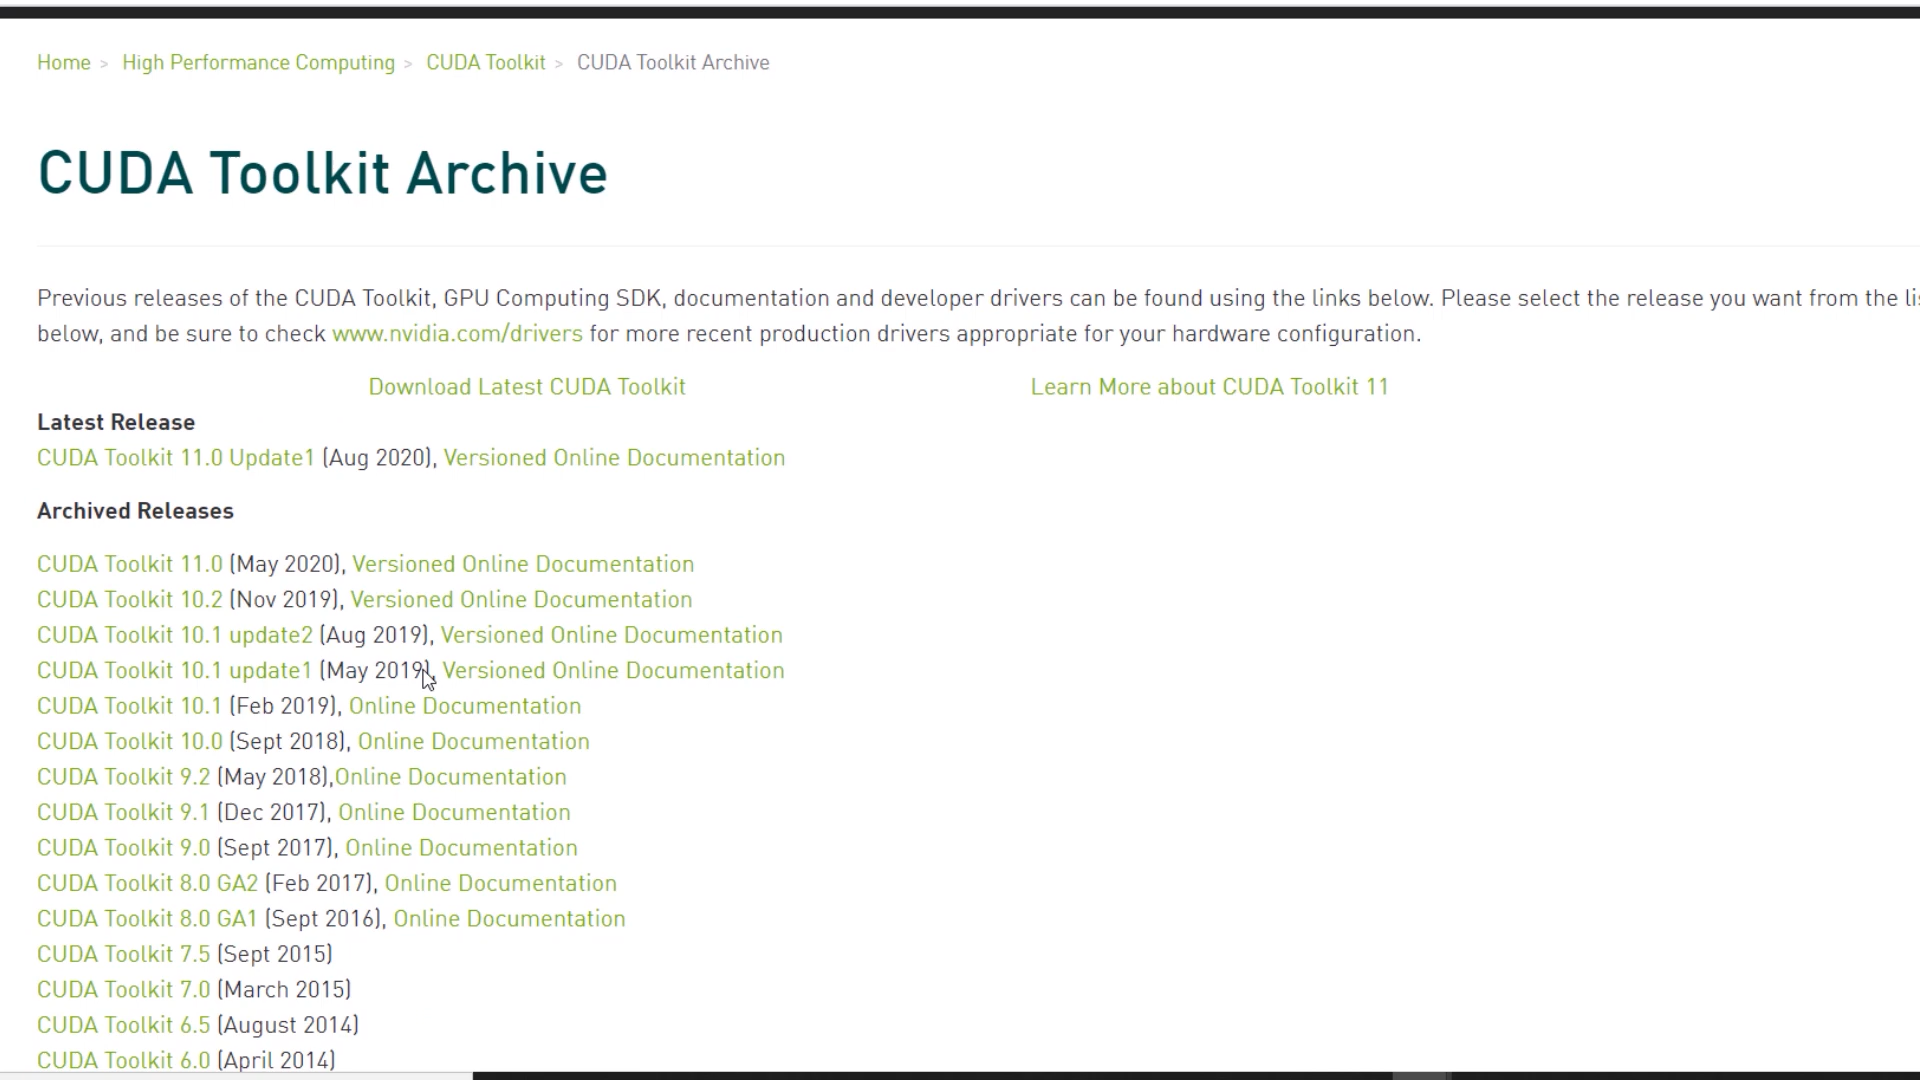 Home > High Performance Computing > CUDA Toolkit > CUDA Toolkit Archive
CUDA Toolkit Archive
Previous releases of the CUDA Toolkit, GPU Computing SDK, documentation and developer drivers can be found using the links below. Please select the release you want from the
below, and be sure to check www.nvidia.com/drivers for more recent production drivers appropriate for your hardware configuration.
Download Latest CUDA Toolkit Learn More about CUDA Toolkit 11
Latest Release
CUDA Toolkit 11.0 Update1 (Aug 2020), Versioned Online Documentation
Archived Releases
CUDA Toolkit 11.0 (May 2020), Versioned Online Documentation
CUDA Toolkit 10.2 (Nov 2019), Versioned Online Documentation
CUDA Toolkit 10.1 update2 (Aug 2019), Versioned Online Documentation
CUDA Toolkit 10.1 update1 (May 2019), Versioned Online Documentation
CUDA Toolkit 10.1 (Feb 2019), Online Documentation
CUDA Toolkit 10.0 (Sept 2018), Online Documentation
CUDA Toolkit 9.2 (May 2018),Online Documentation
CUDA Toolkit 9.1 (Dec 2017), Online Documentation
CUDA Toolkit 9.0 (Sept 2017), Online Documentation
CUDA Toolkit 8.0 GA2 (Feb 2017), Online Documentation
CUDA Toolkit 8.0 GA1 (Sept 2016), Online Documentation
CUDA Toolkit 7.5 (Sept 2015)
CUDA Toolkit 7.0 (March 2015)
CUDA Toolkit 6.5 (August 2014)
CUDA Toolkit 6.0 (April 2014)